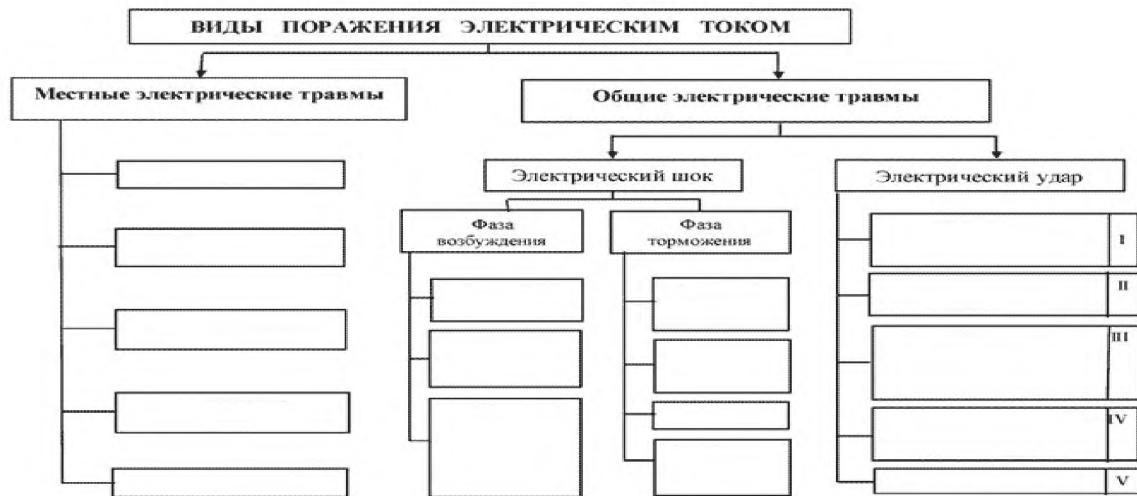 ВИДЫ ПОРАЖЕНИЯ ЭЛЕКТРИЧЕСКИМ ТОКОМ
Местные электрические травмы
Общие электрические травмы
Электрический шок
Электрический удар
Фаза
возбуждения
Фаза
торможения
I
II
III
IV
V